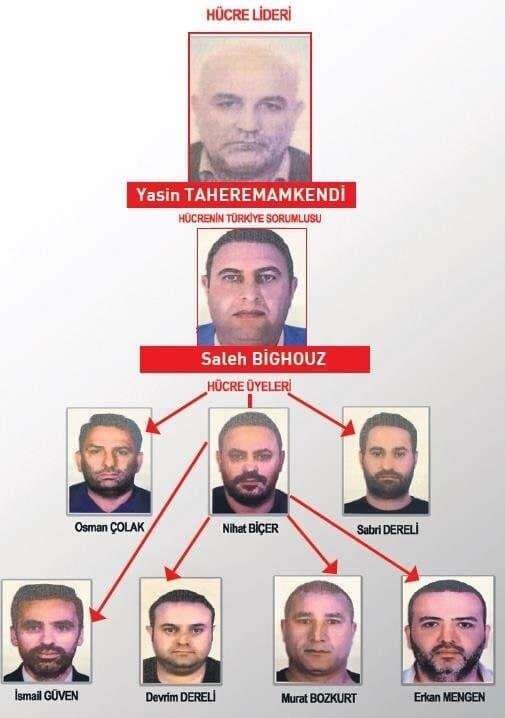 HÜCRE LİDERİ
Yasin TAHEREMAMKENDİ
HÜCRENİN TÜRKİYE SORUMLUSU
Saleh BİGHOUZ
HÜCRE ÜYELERİ
Osman ÇOLAK
Nihat BİÇER
Sabri DERELİ
İsmail GÜVEN
Devrim DERELİ
Murat BOZKURT
Erkan MENGEN